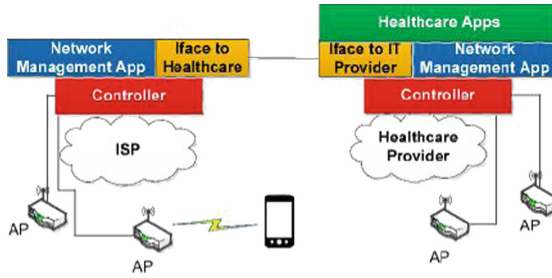 Healthcare Apps
Network
Management App
Iface to
Healthcare
Iface to IT
Provider
Network
Management App
Controller
Controller
ISP
Healthcare
Provider
AP
AP
AP
AP